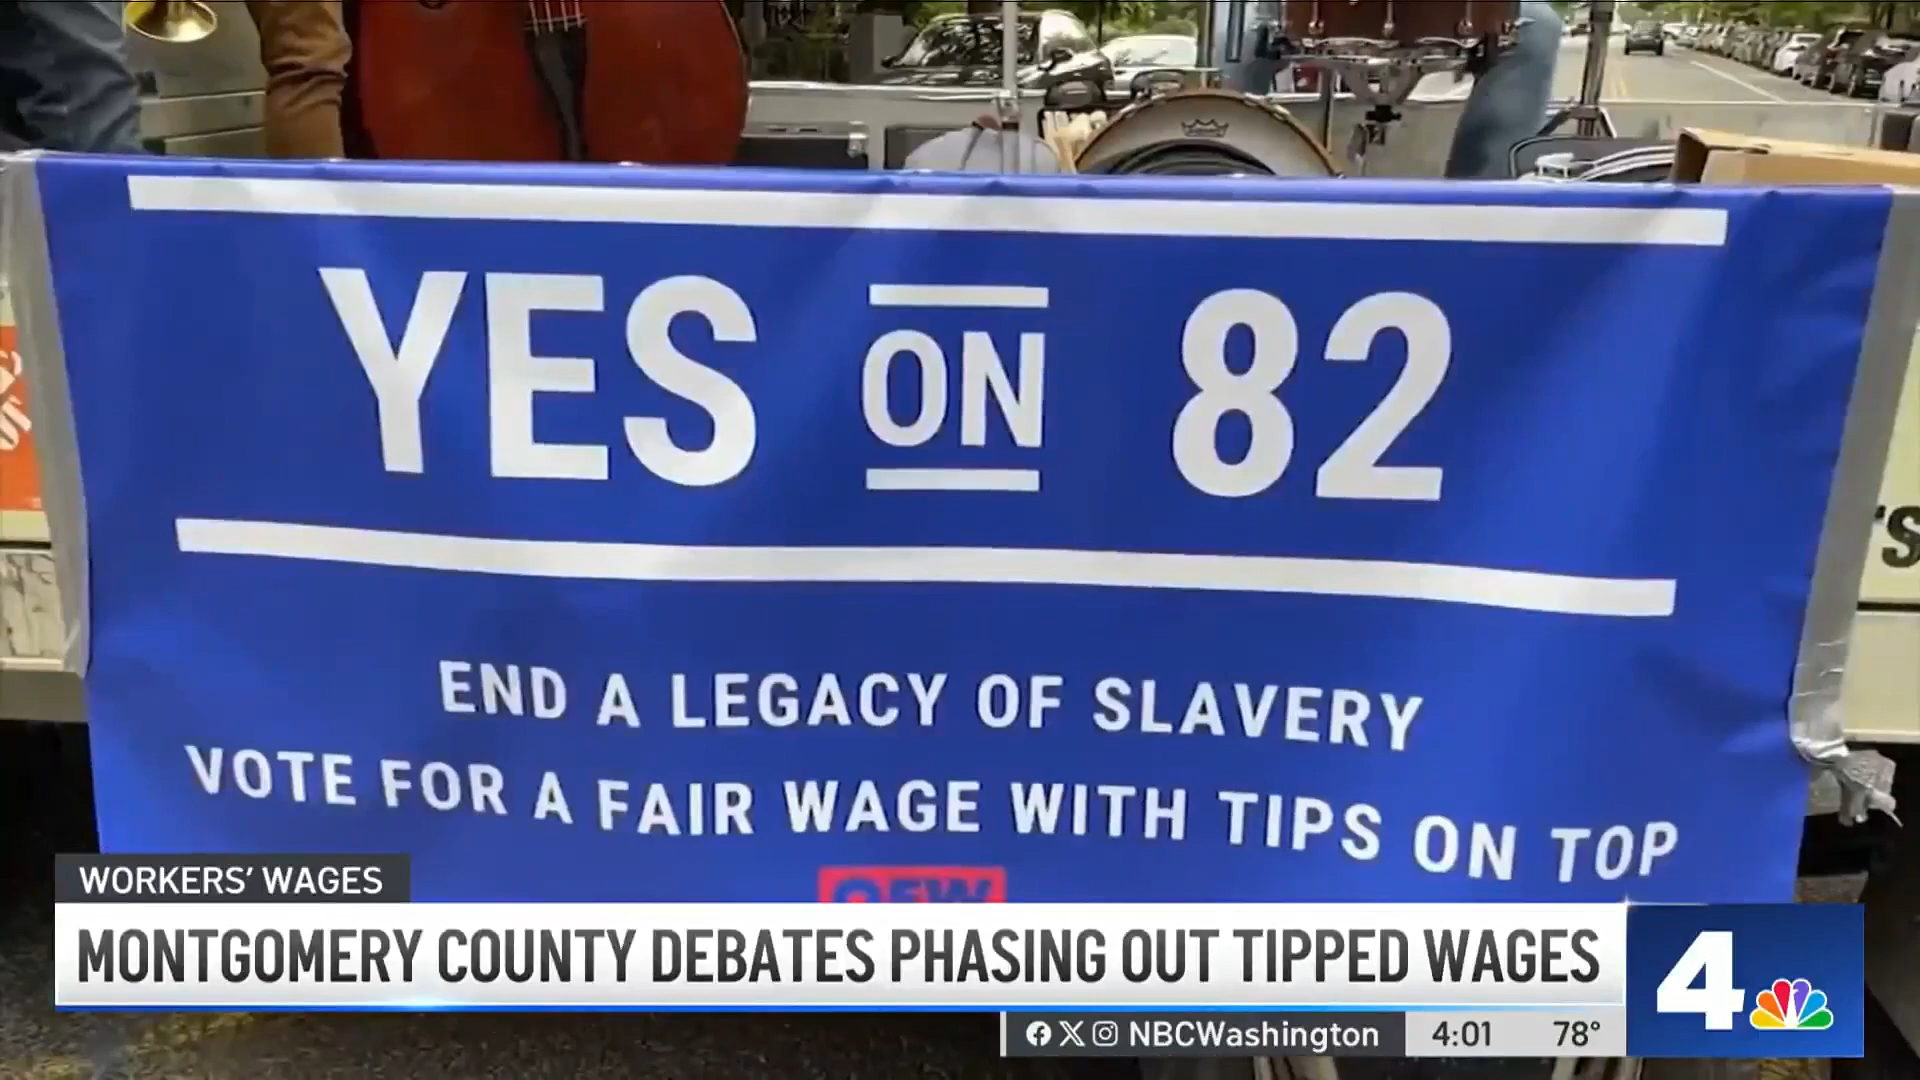 YES ON 82
END A LEGACY OF SLAVERY
VOTE FOR A FAIR WAGE WITH TIPS ON TOP
WORKERS' WAGES
MONTGOMERY COUNTY DEBATES PHASING OUT TIPPED WAGES
4
NBCWashington 4:01 78°